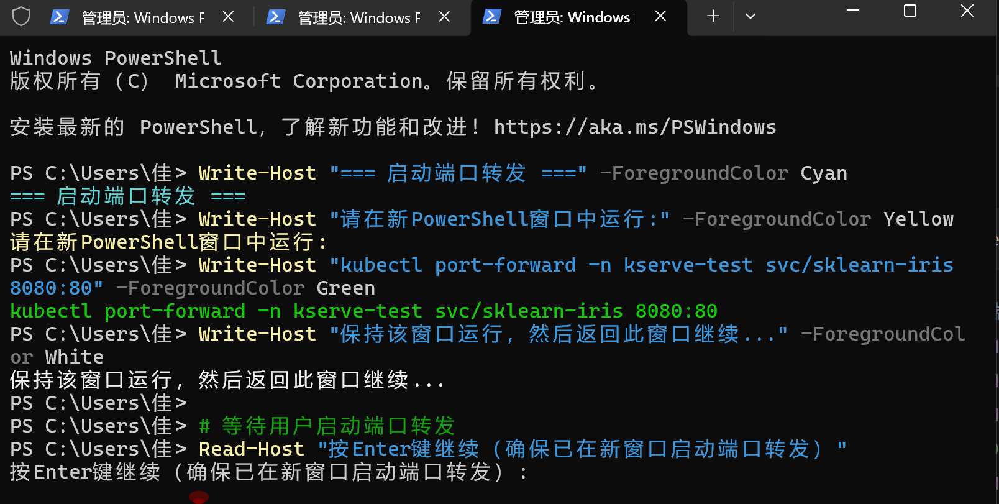 管理员: Windows P
管理员: Windows P
管理员: Windows
Windows PowerShell
版权所有（C） Microsoft Corporation。保留所有权利。
安装最新的 PowerShell，了解新功能和改进！https://aka.ms/PSWindows
PS C:\Users\佳> Write-Host "=== 启动端口转发 ===" -ForegroundColor Cyan
=== 启动端口转发 ===
PS C:\Users\佳> Write-Host "请在新PowerShell窗口中运行:" -ForegroundColor Yellow
请在新PowerShell窗口中运行:
PS C:\Users\佳> Write-Host "kubectl port-forward -n kserve-test svc/sklearn-iris
8080:80" -ForegroundColor Green
kubectl port-forward -n kserve-test svc/sklearn-iris 8080:80
PS C:\Users\佳> Write-Host "保持该窗口运行，然后返回此窗口继续..." -ForegroundCol
or White
保持该窗口运行，然后返回此窗口继续...
PS C:\Users\佳>
PS C:\Users\佳> # 等待用户启动端口转发
PS C:\Users\佳> Read-Host "按Enter键继续（确保已在新窗口启动端口转发）"
按Enter键继续（确保已在新窗口启动端口转发）: